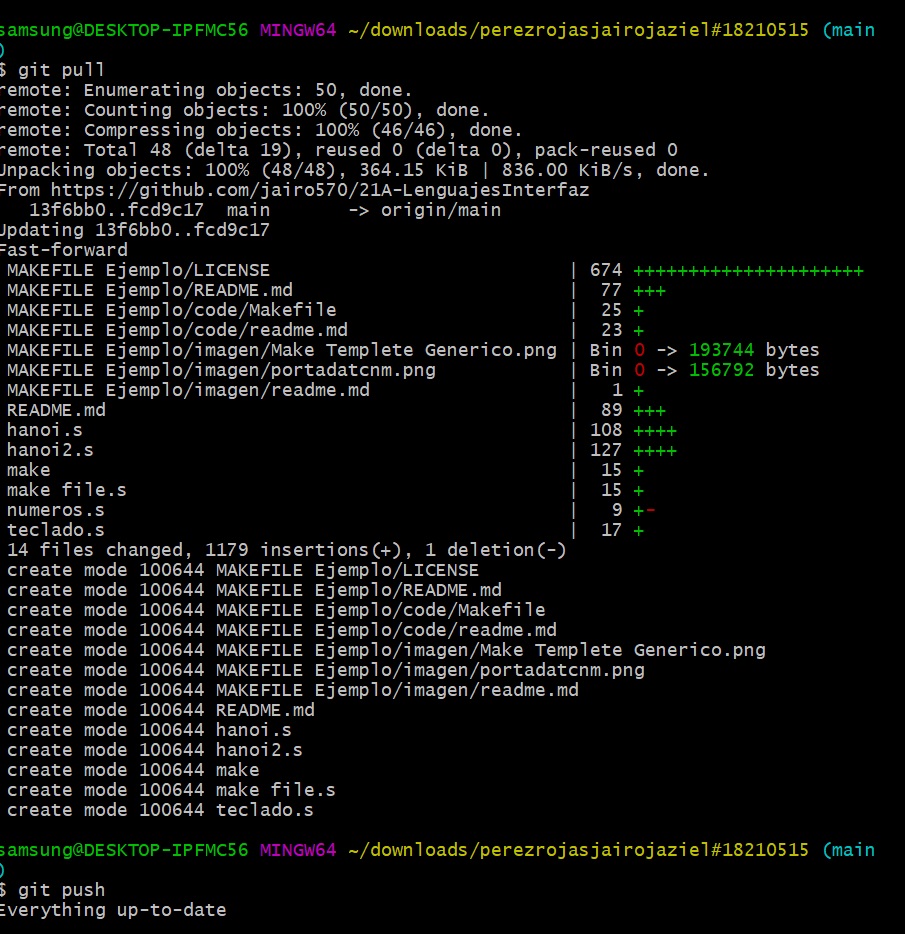 samsung@DESKTOP-IPFMC56 MINGW64 ~/downloads/perezrojasjairojaziel#18210515 (main
)
$ git pull
remote: Enumerating objects: 50, done.
remote: Counting objects: 100% (50/50), done.
remote: Compressing objects: 100% (46/46), done.
remote: Total 48 (delta 19), reused 0 (delta 0), pack-reused 0
Unpacking objects: 100% (48/48), 364.15 KiB | 836.00 KiB/s, done.
From https://github.com/jairo570/21A-LenguajesInterfaz
   13f6bb0..fcd9c17  main       -> origin/main
Updating 13f6bb0..fcd9c17
Fast-forward
 MAKEFILE Ejemplo/LICENSE                           | 674 +++++++++++++++++++++
 MAKEFILE Ejemplo/README.md                         |  77 +++
 MAKEFILE Ejemplo/code/Makefile                     |  25 +
 MAKEFILE Ejemplo/code/readme.md                    |  23 +
 MAKEFILE Ejemplo/imagen/Make Templete Generico.png | Bin 0 -> 193744 bytes
 MAKEFILE Ejemplo/imagen/portadatcnm.png            | Bin 0 -> 156792 bytes
 MAKEFILE Ejemplo/imagen/readme.md                  |   1 +
 README.md                                          |  89 +++
 hanoi.s                                            | 108 ++++
 hanoi2.s                                           | 127 ++++
 make                                               |  15 +
 make file.s                                        |  15 +
 numeros.s                                          |   9 +-
 teclado.s                                          |  17 +
 14 files changed, 1179 insertions(+), 1 deletion(-)
 create mode 100644 MAKEFILE Ejemplo/LICENSE
 create mode 100644 MAKEFILE Ejemplo/README.md
 create mode 100644 MAKEFILE Ejemplo/code/Makefile
 create mode 100644 MAKEFILE Ejemplo/code/readme.md
 create mode 100644 MAKEFILE Ejemplo/imagen/Make Templete Generico.png
 create mode 100644 MAKEFILE Ejemplo/imagen/portadatcnm.png
 create mode 100644 MAKEFILE Ejemplo/imagen/readme.md
 create mode 100644 README.md
 create mode 100644 hanoi.s
 create mode 100644 hanoi2.s
 create mode 100644 make
 create mode 100644 make file.s
 create mode 100644 teclado.s
samsung@DESKTOP-IPFMC56 MINGW64 ~/downloads/perezrojasjairojaziel#18210515 (main
)
$ git push
Everything up-to-date